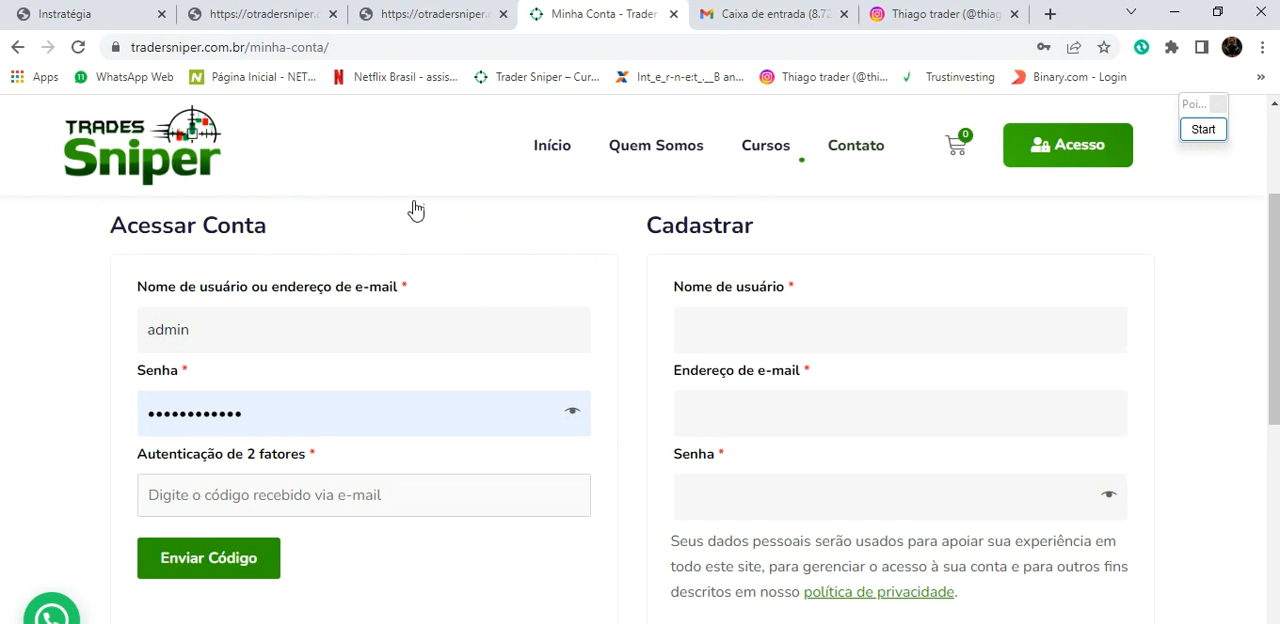 Instratégia
https://otradersniper.c
https://otradersniper.
Minha Conta - Trader
Caixa de entrada (8.72
Thiago trader (@thiag
tradersniper.com.br/minha-conta/
Apps
WhatsApp Web
Página Inicial - NET...
Netflix Brasil - assis...
Trader Sniper – Cur...
Int_e_r-n-e:t_.__B an...
Thiago trader (@thi...
Trustinvesting
Binary.com - Login
»
Poi...
Start
TRADES
Sniper
Início
Quem Somos
Cursos
Contato
0
Acesso
Acessar Conta
Cadastrar
Nome de usuário ou endereço de e-mail *
admin
Senha *
••••••••••••
Autenticação de 2 fatores *
Digite o código recebido via e-mail
Enviar Código
Nome de usuário *
Endereço de e-mail *
Senha *
Seus dados pessoais serão usados para apoiar sua experiência em
todo este site, para gerenciar o acesso à sua conta e para outros fins
descritos em nosso política de privacidade.